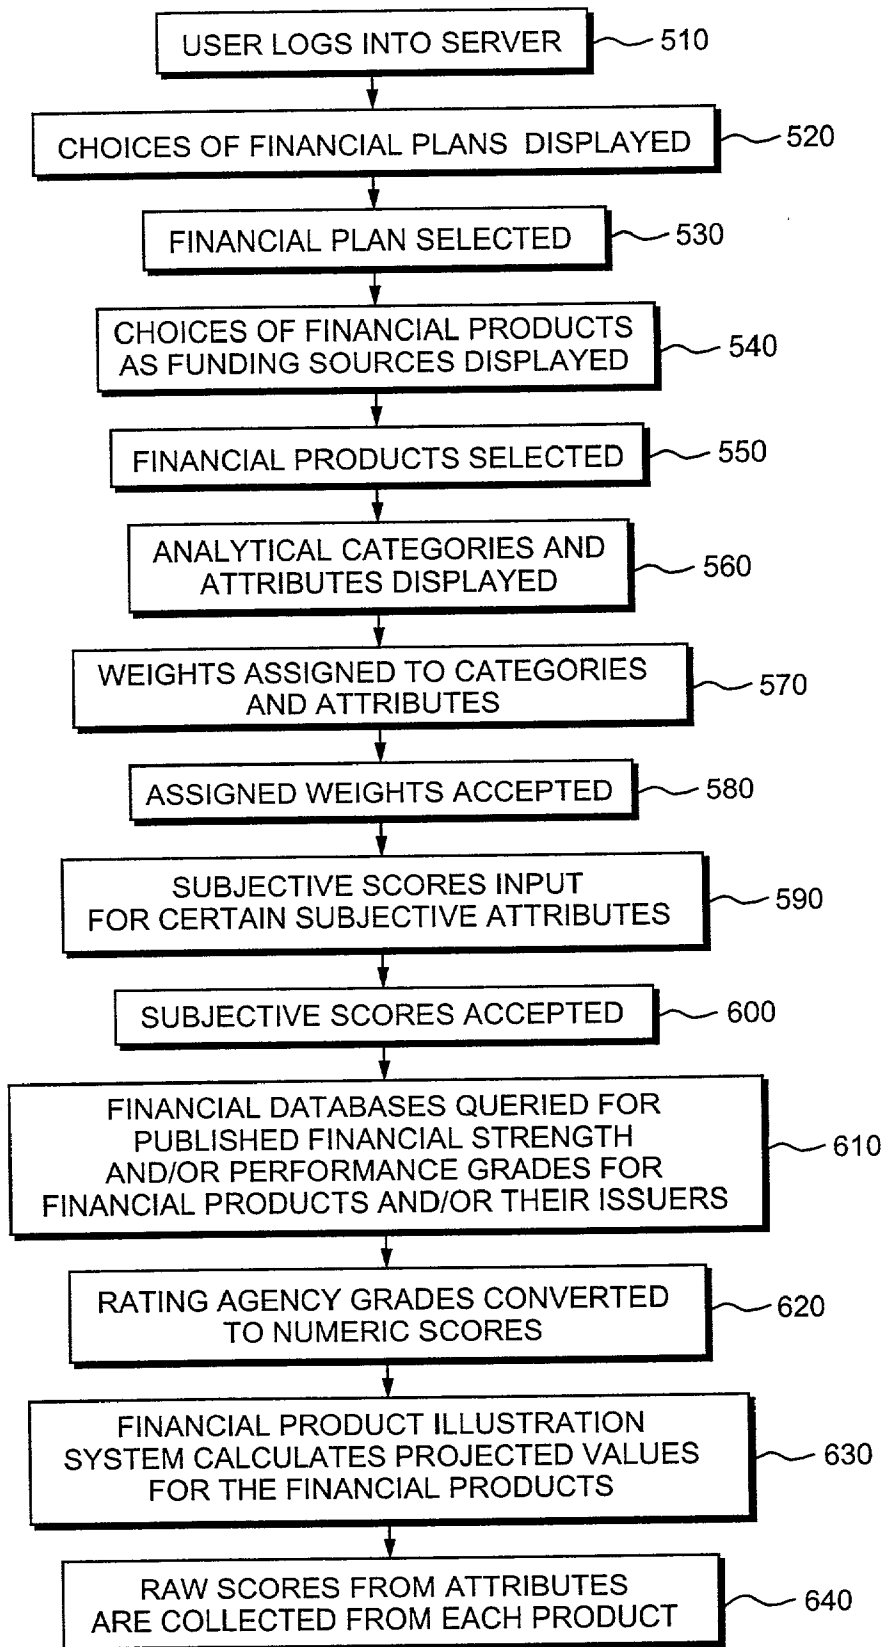 USER LOGS INTO SERVER
510
CHOICES OF FINANCIAL PLANS DISPLAYED
520
FINANCIAL PLAN SELECTED
530
CHOICES OF FINANCIAL PRODUCTS
AS FUNDING SOURCES DISPLAYED
540
FINANCIAL PRODUCTS SELECTED
550
ANALYTICAL CATEGORIES AND
ATTRIBUTES DISPLAYED
560
WEIGHTS ASSIGNED TO CATEGORIES
AND ATTRIBUTES
570
ASSIGNED WEIGHTS ACCEPTED
580
SUBJECTIVE SCORES INPUT
FOR CERTAIN SUBJECTIVE ATTRIBUTES
590
SUBJECTIVE SCORES ACCEPTED
600
FINANCIAL DATABASES QUERIED FOR
PUBLISHED FINANCIAL STRENGTH
AND/OR PERFORMANCE GRADES FOR
FINANCIAL PRODUCTS AND/OR THEIR ISSUERS
610
RATING AGENCY GRADES CONVERTED
TO NUMERIC SCORES
620
FINANCIAL PRODUCT ILLUSTRATION
SYSTEM CALCULATES PROJECTED VALUES
FOR THE FINANCIAL PRODUCTS
630
RAW SCORES FROM ATTRIBUTES
ARE COLLECTED FROM EACH PRODUCT
640